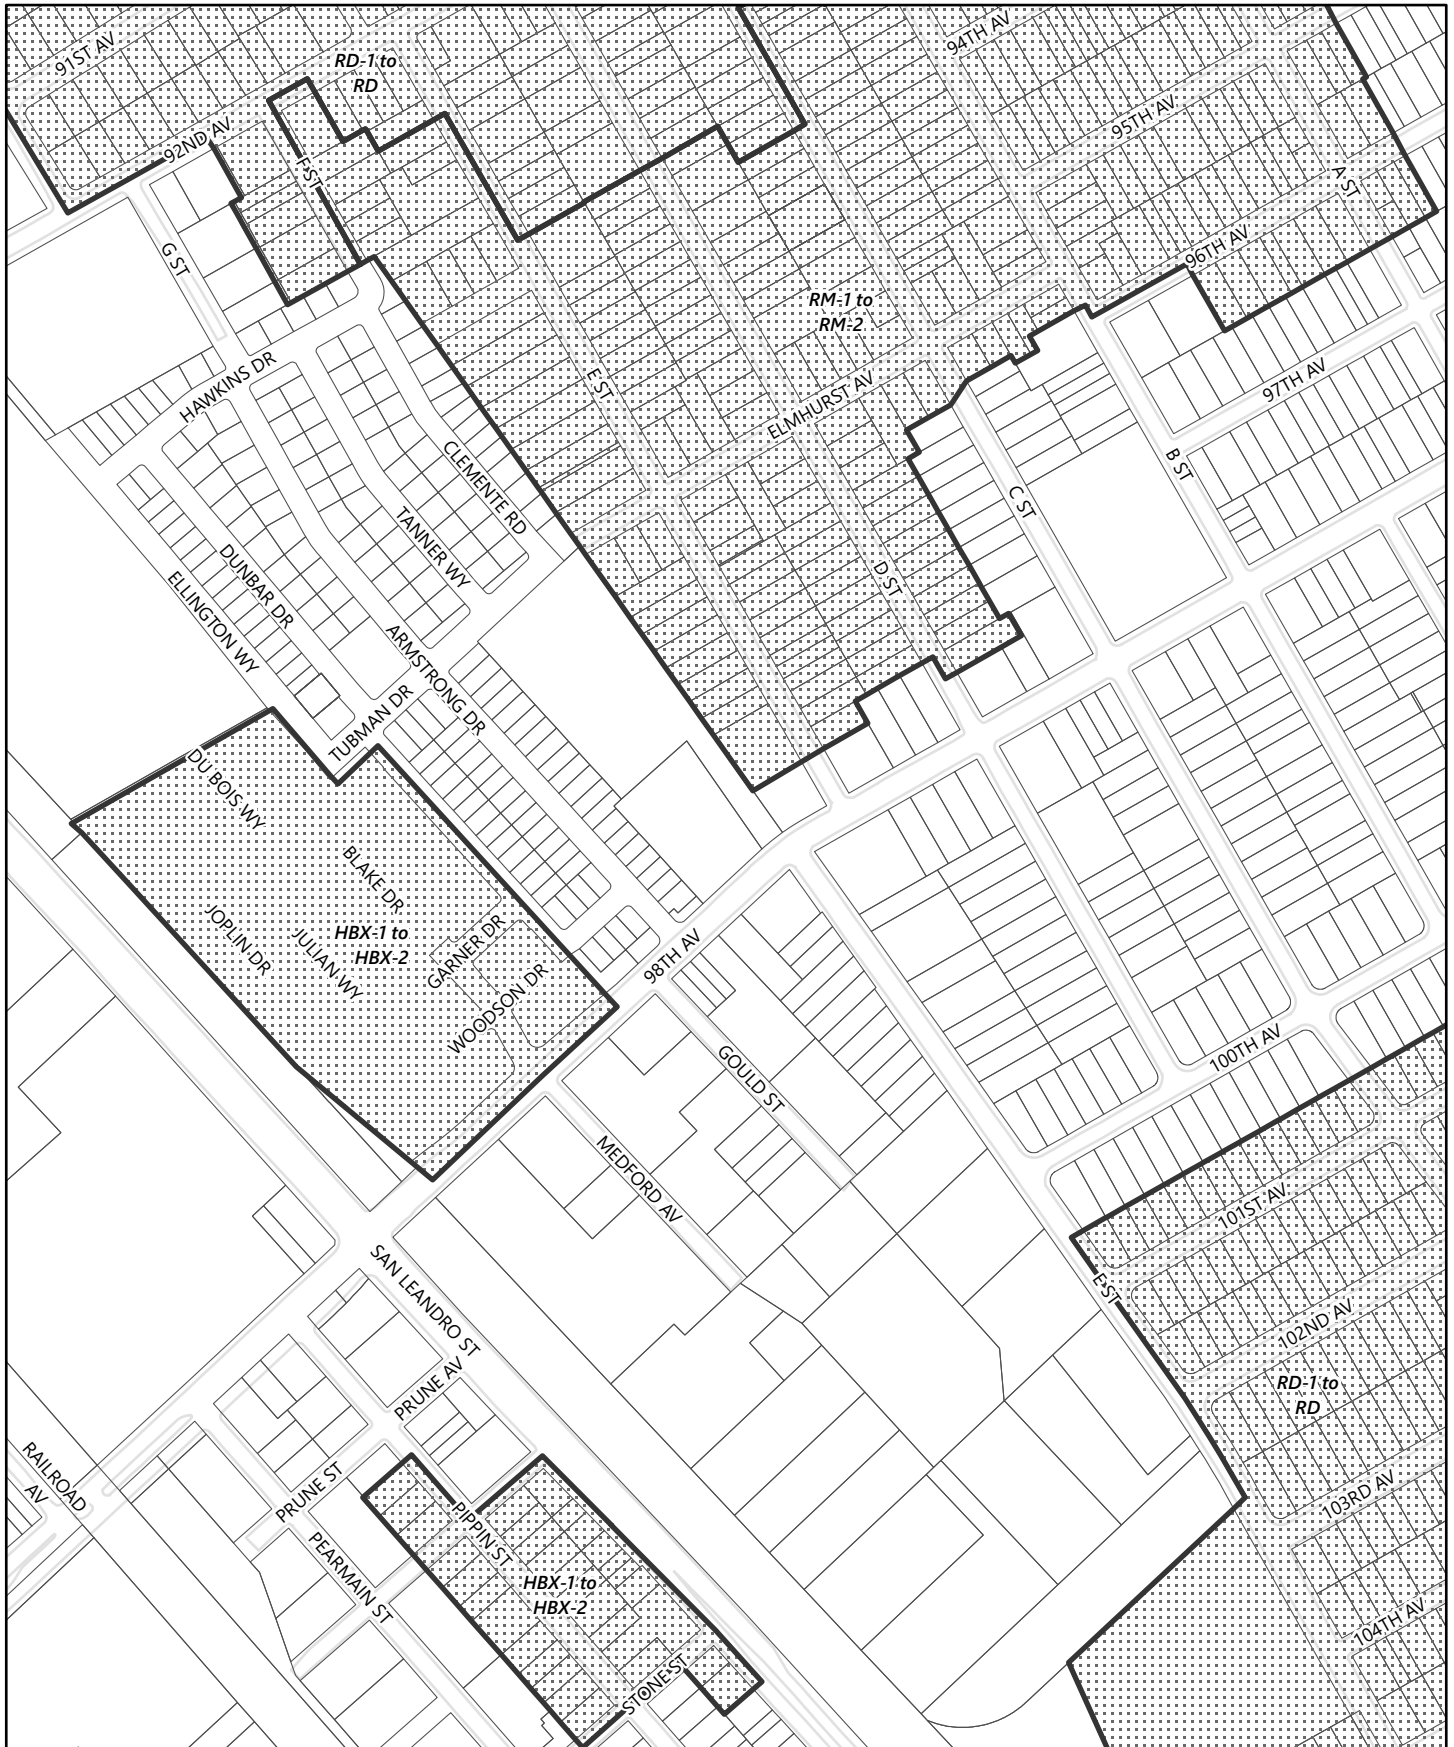 91ST AV
RD-1 to
RD
94TH AV
92ND AV
95TH AV
F ST
A ST
G ST
96TH AV
RM-1 to
RM-2
HAWKINS DR
E ST
ELMHURST AV
97TH AV
CLEMENTE RD
B ST
C ST
TANNER WY
DUNBAR DR
D ST
ELLINGTON WY
ARMSTRONG DR
TUBMAN DR
DU BOIS WY
BLAKE DR
JOPLIN DR
JULIAN WY
HBX-1 to
HBX-2
GARNER DR
98TH AV
WOODSON DR
GOULD ST
100TH AV
MEDFORD AV
101ST AV
SAN LEANDRO ST
E ST
102ND AV
PRUNE AV
RD-1 to
RD
RAILROAD
AV
PRUNE ST
103RD AV
PIPPIN ST
PEARMAIN ST
HBX-1 to
HBX-2
104TH AV
STONE ST